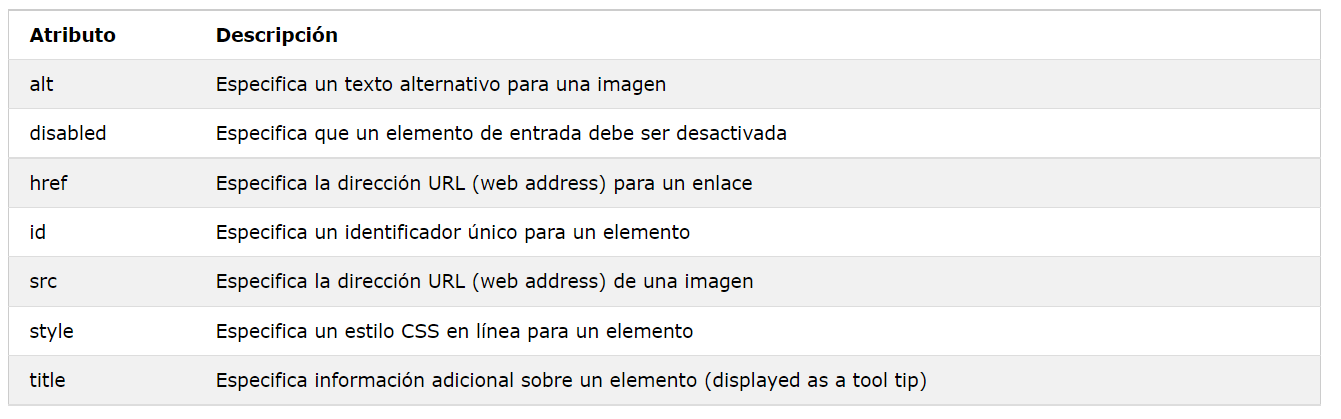 Atributo Descripción
alt Especifica un texto alternativo para una imagen
disabled Especifica que un elemento de entrada debe ser desactivada
href Especifica la dirección URL (web address) para un enlace
id Especifica un identificador único para un elemento
src Especifica la dirección URL (web address) de una imagen
style Especifica un estilo CSS en línea para un elemento
title Especifica información adicional sobre un elemento (displayed as a tool tip)